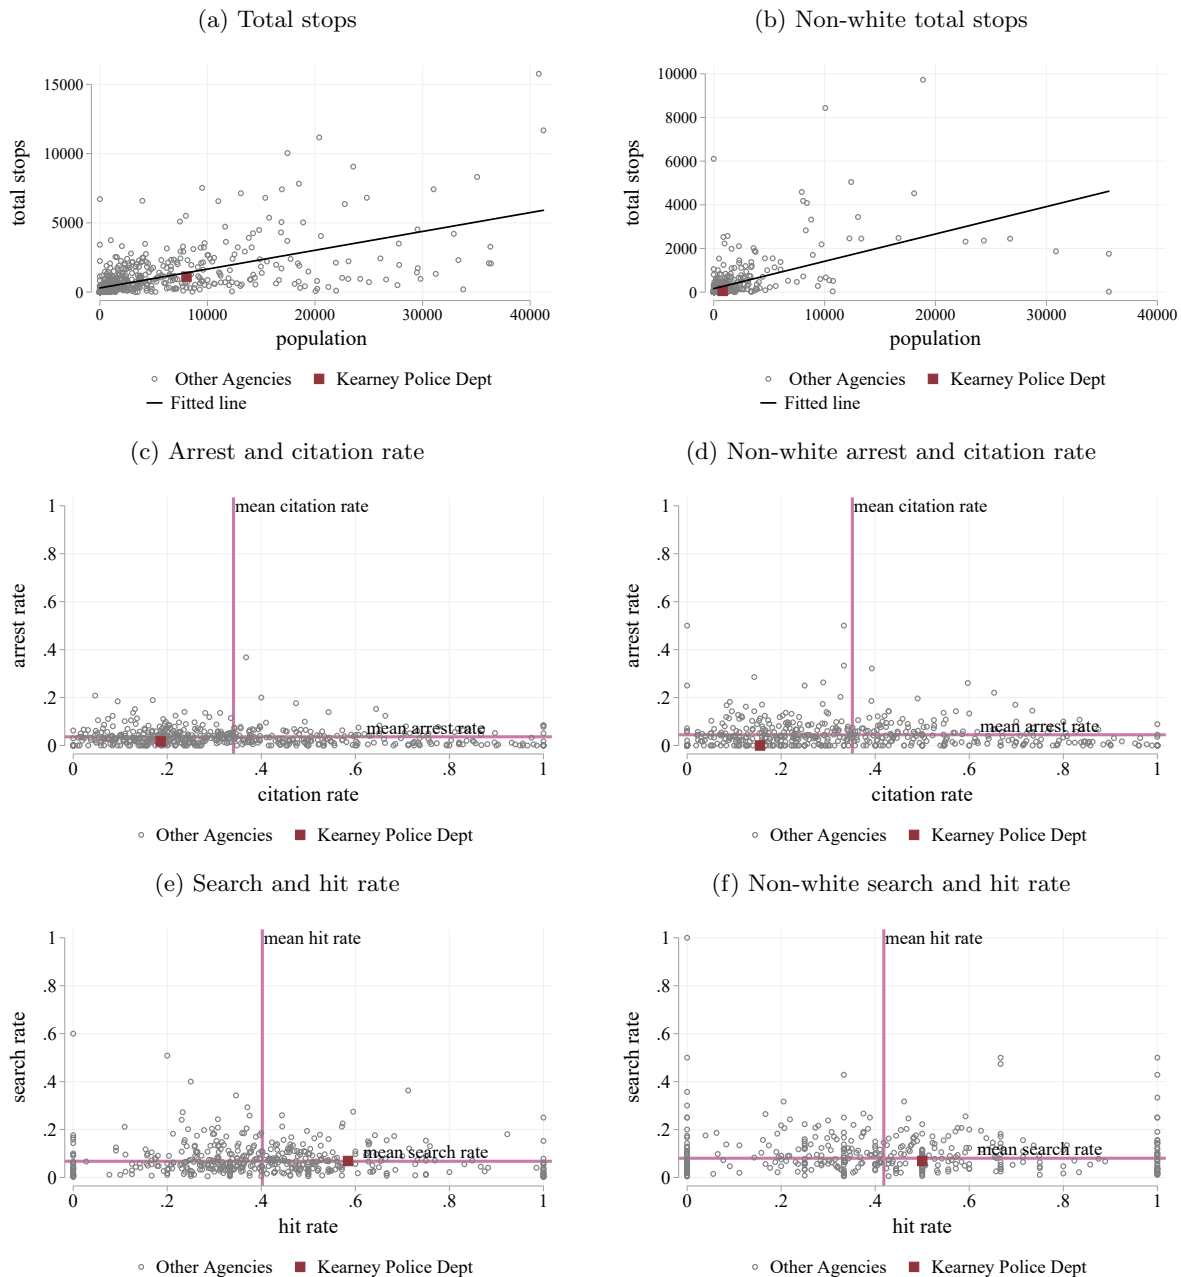 (a) Total stops
(b) Non-white total stops
total stops
15000
10000
5000
0
0 10000 20000 30000 40000
population
Other Agencies Kearney Police Dept
Fitted line
total stops
10000
8000
6000
4000
2000
0
0 10000 20000 30000 40000
population
Other Agencies Kearney Police Dept
Fitted line
(c) Arrest and citation rate
(d) Non-white arrest and citation rate
arrest rate
1
.8
.6
.4
.2
0
mean citation rate
mean arrest rate
0 .2 .4 .6 .8 1
citation rate
Other Agencies Kearney Police Dept
arrest rate
1
.8
.6
.4
.2
0
mean citation rate
mean arrest rate
0 .2 .4 .6 .8 1
citation rate
Other Agencies Kearney Police Dept
(e) Search and hit rate
(f) Non-white search and hit rate
search rate
1
.8
.6
.4
.2
0
mean hit rate
mean search rate
0 .2 .4 .6 .8 1
hit rate
Other Agencies Kearney Police Dept
search rate
1
.8
.6
.4
.2
0
mean hit rate
mean search rate
0 .2 .4 .6 .8 1
hit rate
Other Agencies Kearney Police Dept